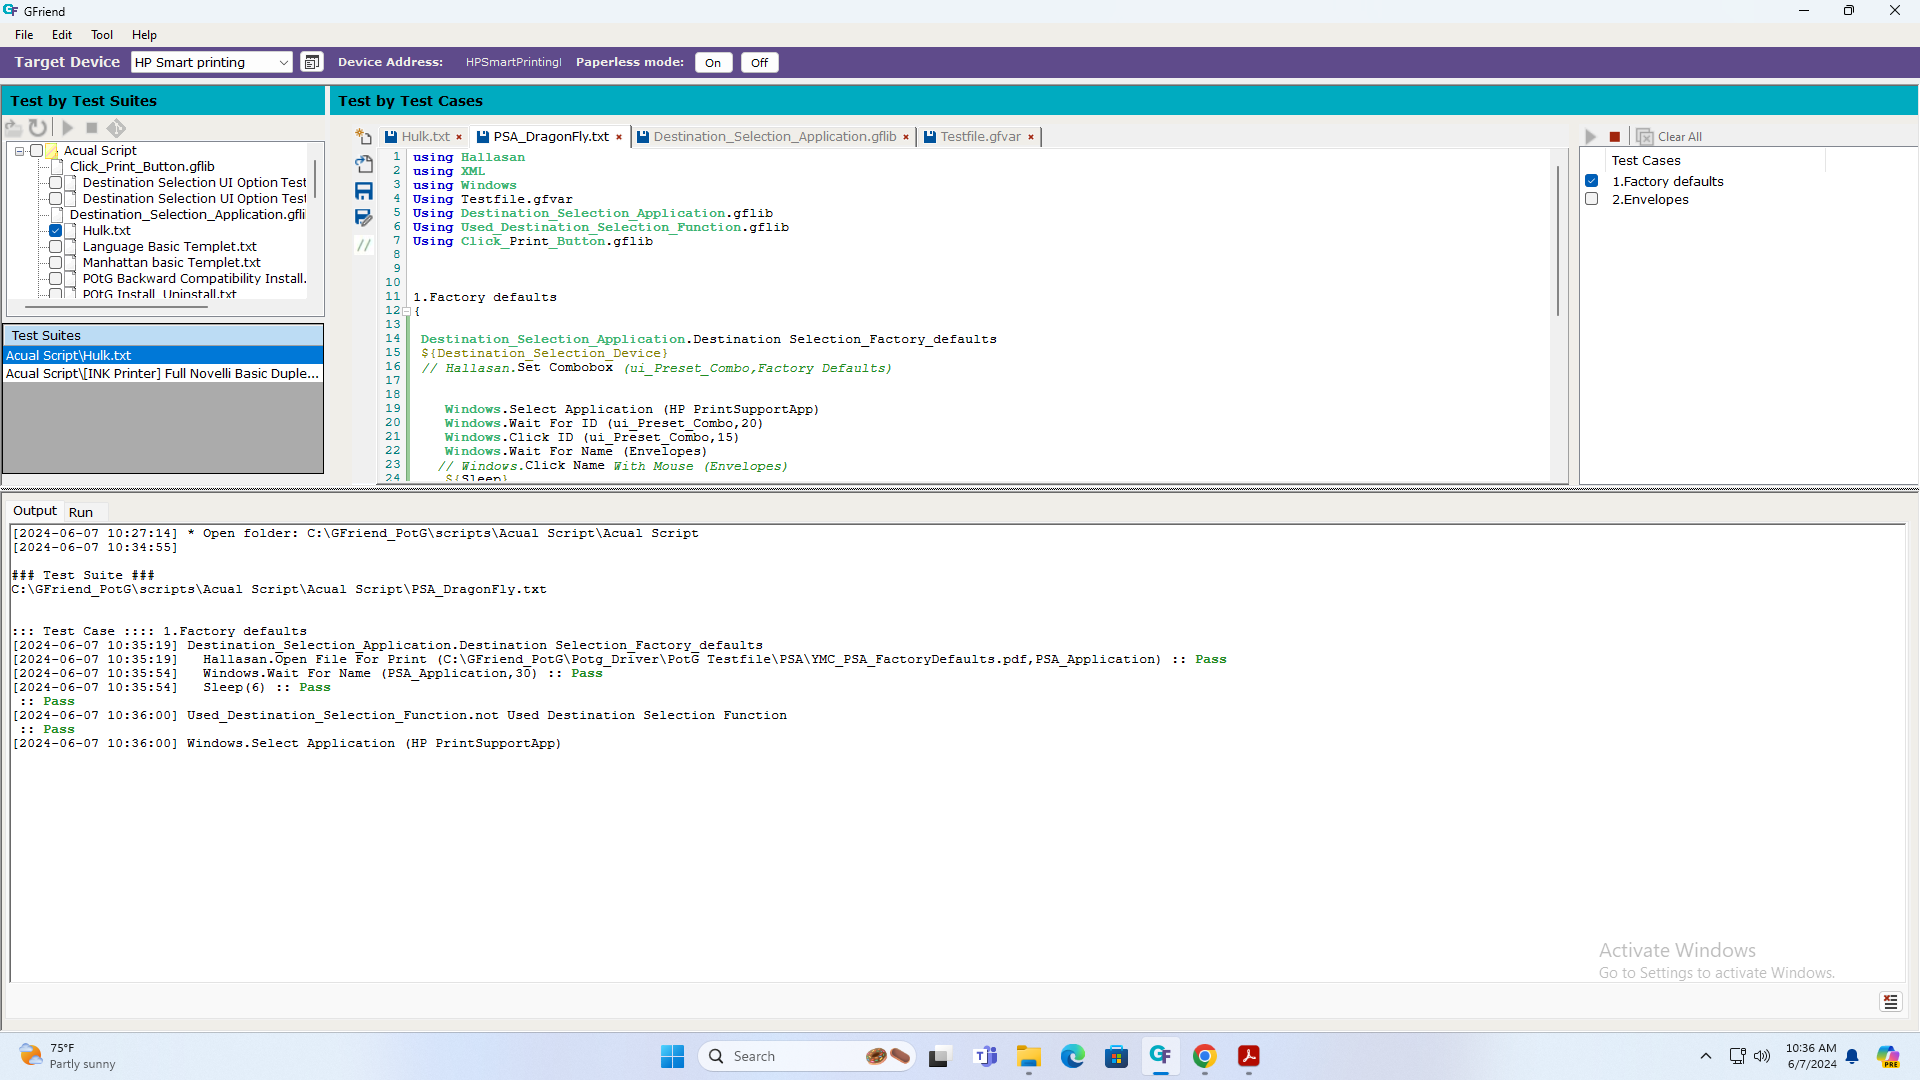 GFriend
File Edit Tool Help
Target Device HP Smart printing Device Address: HPSmartPrintingI Paperless mode: On Off
Test by Test Suites
Acual Script
Click_Print_Button.gflib
Destination Selection UI Option Test
Destination Selection UI Option Test
Destination_Selection_Application.gfli
Hulk.txt
Language Basic Templet.txt
Manhattan basic Templet.txt
POtG Backward Compatibility Install.
POtG Install_Uninstall.txt
Test Suites
Acual Script\Hulk.txt
Acual Script\[INK Printer] Full Novelli Basic Duple...
Test by Test Cases
Hulk.txt × PSA_DragonFly.txt × Destination_Selection_Application.gflib × Testfile.gfvar ×
1 using Hallasan
2 using XML
3 using Windows
4 Using Testfile.gfvar
5 Using Destination_Selection_Application.gflib
6 Using Used_Destination_Selection_Function.gflib
7 Using Click_Print_Button.gflib
8
9
10
11 1.Factory defaults
12 {
13
14 Destination_Selection_Application.Destination Selection_Factory_defaults
15 ${Destination_Selection_Device}
16 // Hallasan.Set Combobox (ui_Preset_Combo,Factory Defaults)
17
18
19 Windows.Select Application (HP PrintSupportApp)
20 Windows.Wait For ID (ui_Preset_Combo,20)
21 Windows.Click ID (ui_Preset_Combo,15)
22 Windows.Wait For Name (Envelopes)
23 // Windows.Click Name With Mouse (Envelopes)
24 ${Sleep}
//
Clear All
Test Cases
1.Factory defaults
2.Envelopes
Output Run
[2024-06-07 10:27:14] * Open folder: C:\GFriend_PotG\scripts\Acual Script\Acual Script
[2024-06-07 10:34:55]
### Test Suite ###
C:\GFriend_PotG\scripts\Acual Script\Acual Script\PSA_DragonFly.txt
::: Test Case :::: 1.Factory defaults
[2024-06-07 10:35:19] Destination_Selection_Application.Destination Selection_Factory_defaults
[2024-06-07 10:35:19] Hallasan.Open File For Print (C:\GFriend_PotG\Potg_Driver\PotG Testfile\PSA\YMC_PSA_FactoryDefaults.pdf,PSA_Application) :: Pass
[2024-06-07 10:35:54] Windows.Wait For Name (PSA_Application,30) :: Pass
[2024-06-07 10:35:54] Sleep(6) :: Pass
:: Pass
[2024-06-07 10:36:00] Used_Destination_Selection_Function.not Used Destination Selection Function
:: Pass
[2024-06-07 10:36:00] Windows.Select Application (HP PrintSupportApp)
Activate Windows
Go to Settings to activate Windows.
75°F
Partly sunny
Search
10:36 AM
6/7/2024
PRE